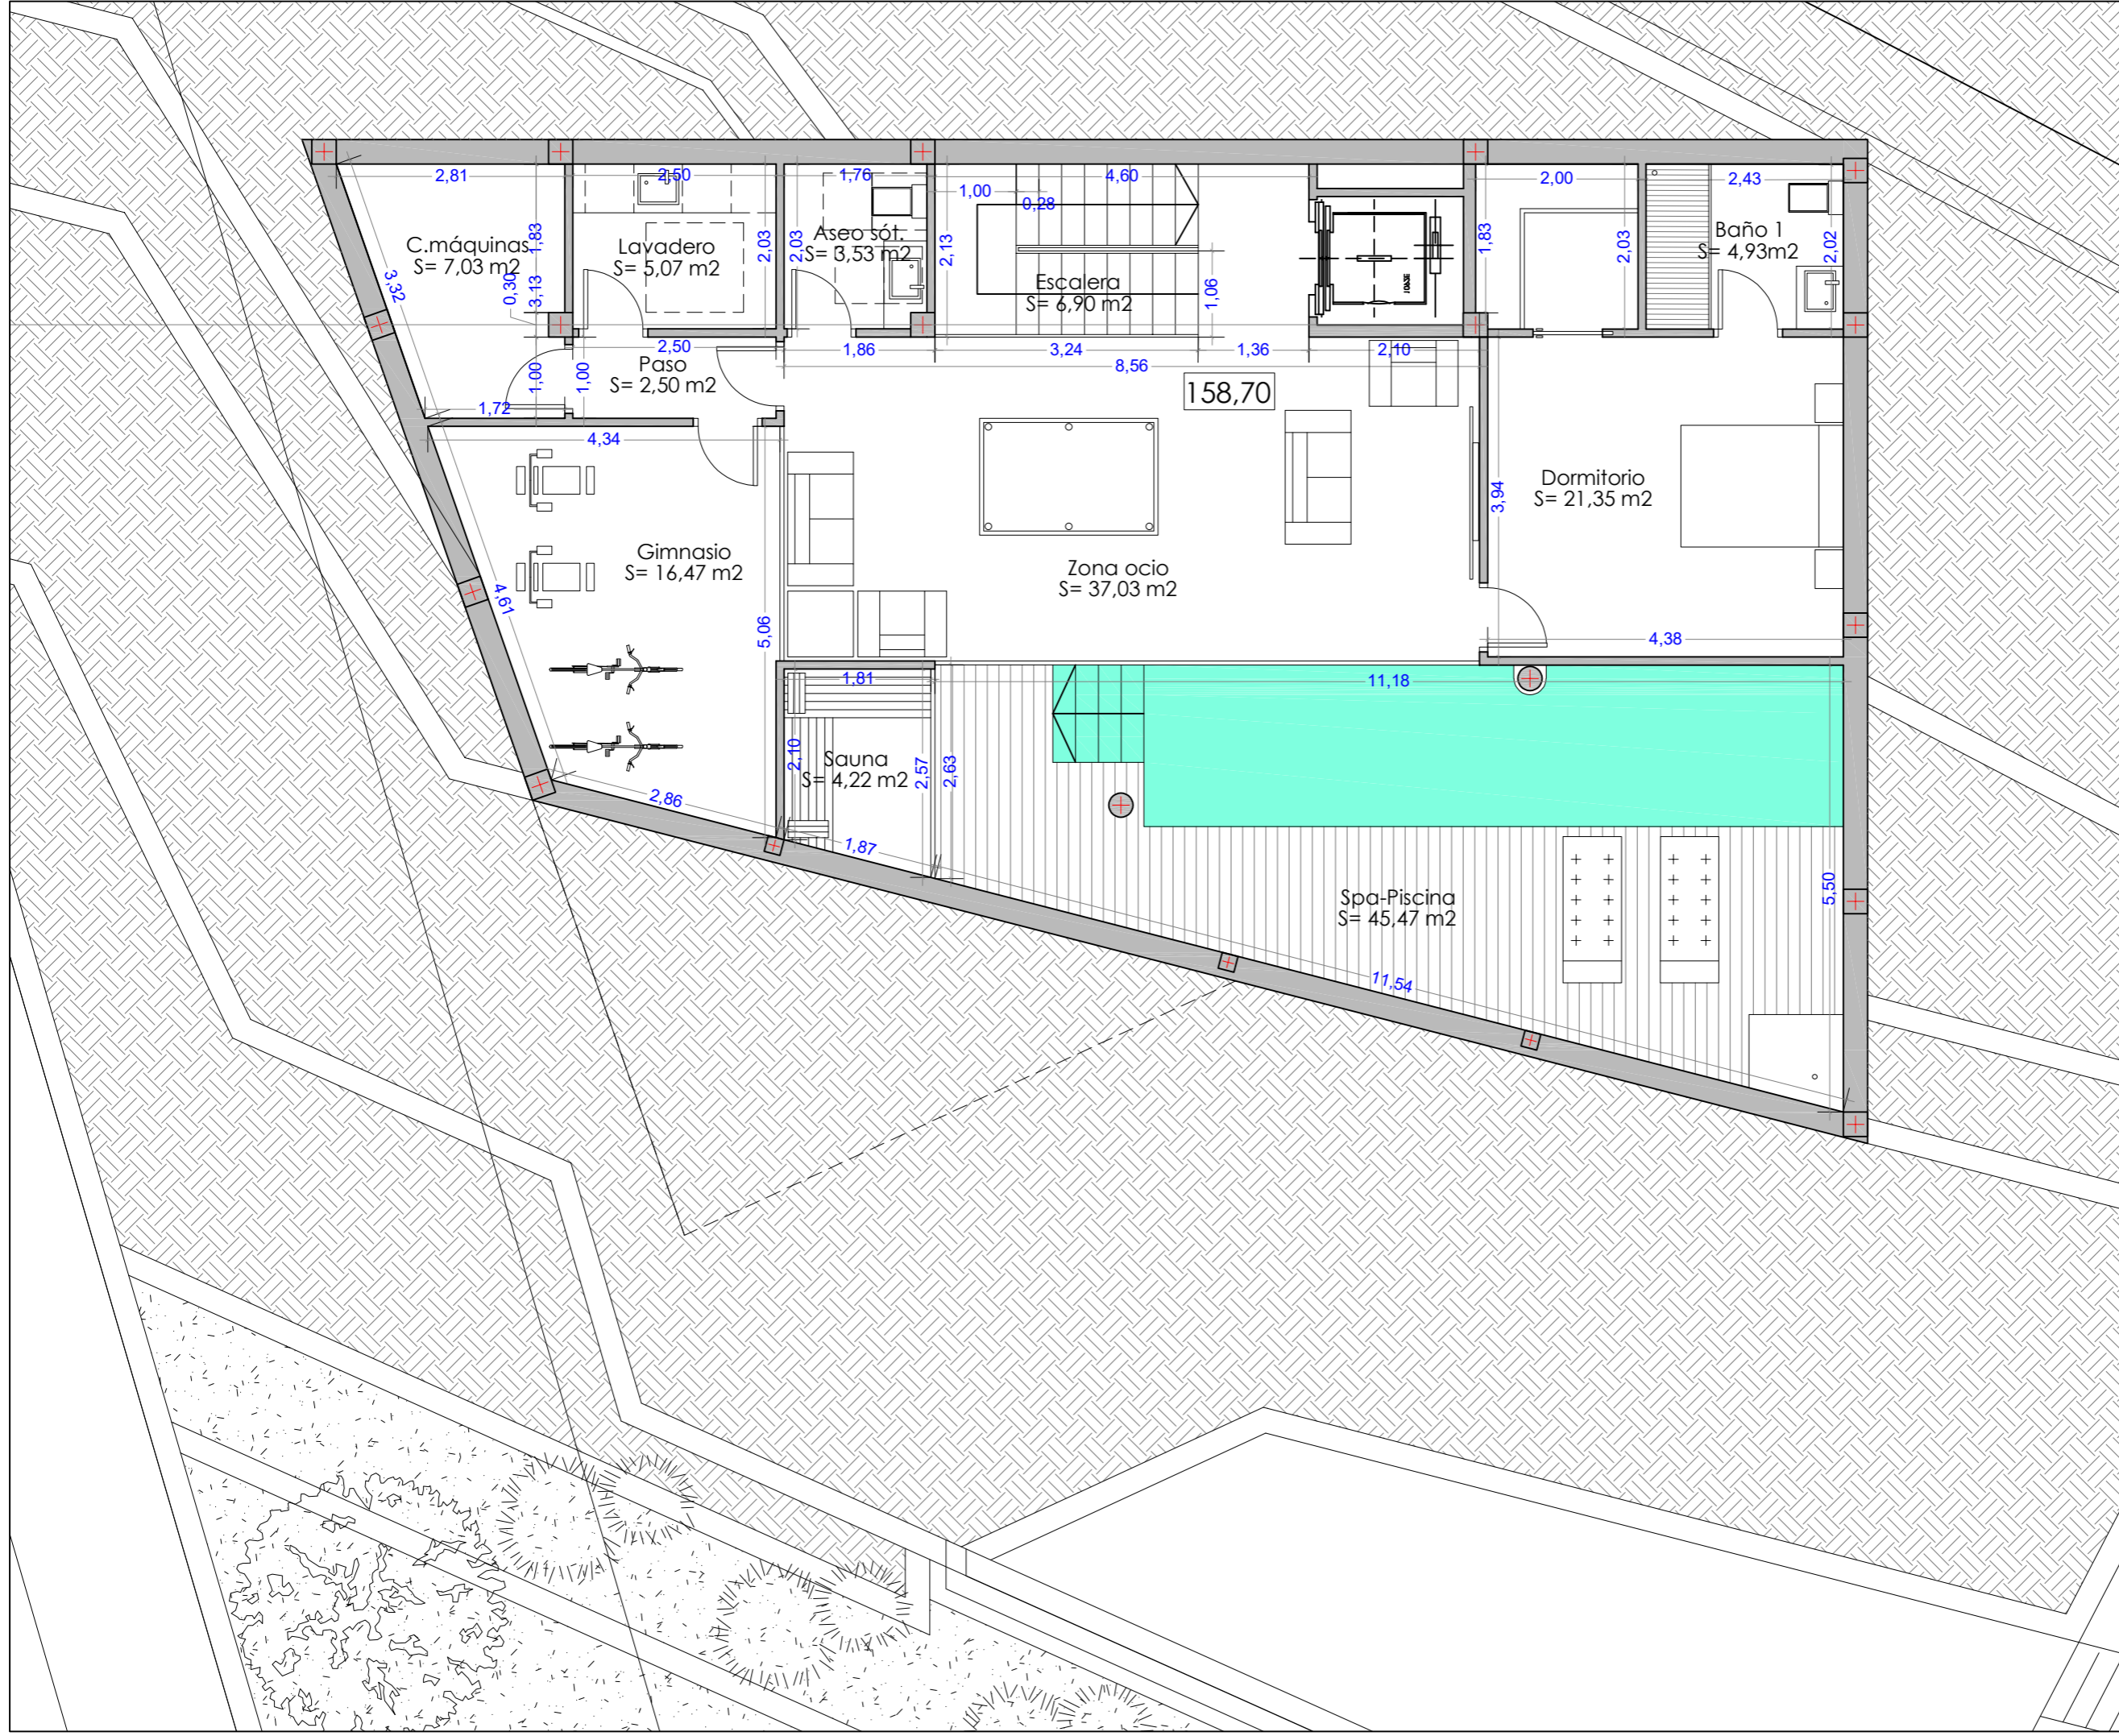 2,81
2,50
1,76
4,60
2,00
2,43
1,00
0,28
C.máquinas
S= 7,03 m2
1,83
3,13
0,30
3,32
Lavadero
S= 5,07 m2
2,03
2,03
Aseo sót.
S= 3,53 m2
2,13
Escalera
S= 6,90 m2
1,06
1,83
2,03
Baño 1
S= 4,93m2
2,02
2,50
1,86
3,24
1,36
2,10
8,56
Paso
S= 2,50 m2
1,00
1,00
1,72
158,70
4,34
Gimnasio
S= 16,47 m2
4,61
5,06
Zona ocio
S= 37,03 m2
3,94
Dormitorio
S= 21,35 m2
4,38
1,81
11,18
2,10
Sauna
S= 4,22 m2
2,57
2,63
2,86
1,87
Spa-Piscina
S= 45,47 m2
5,50
11,54